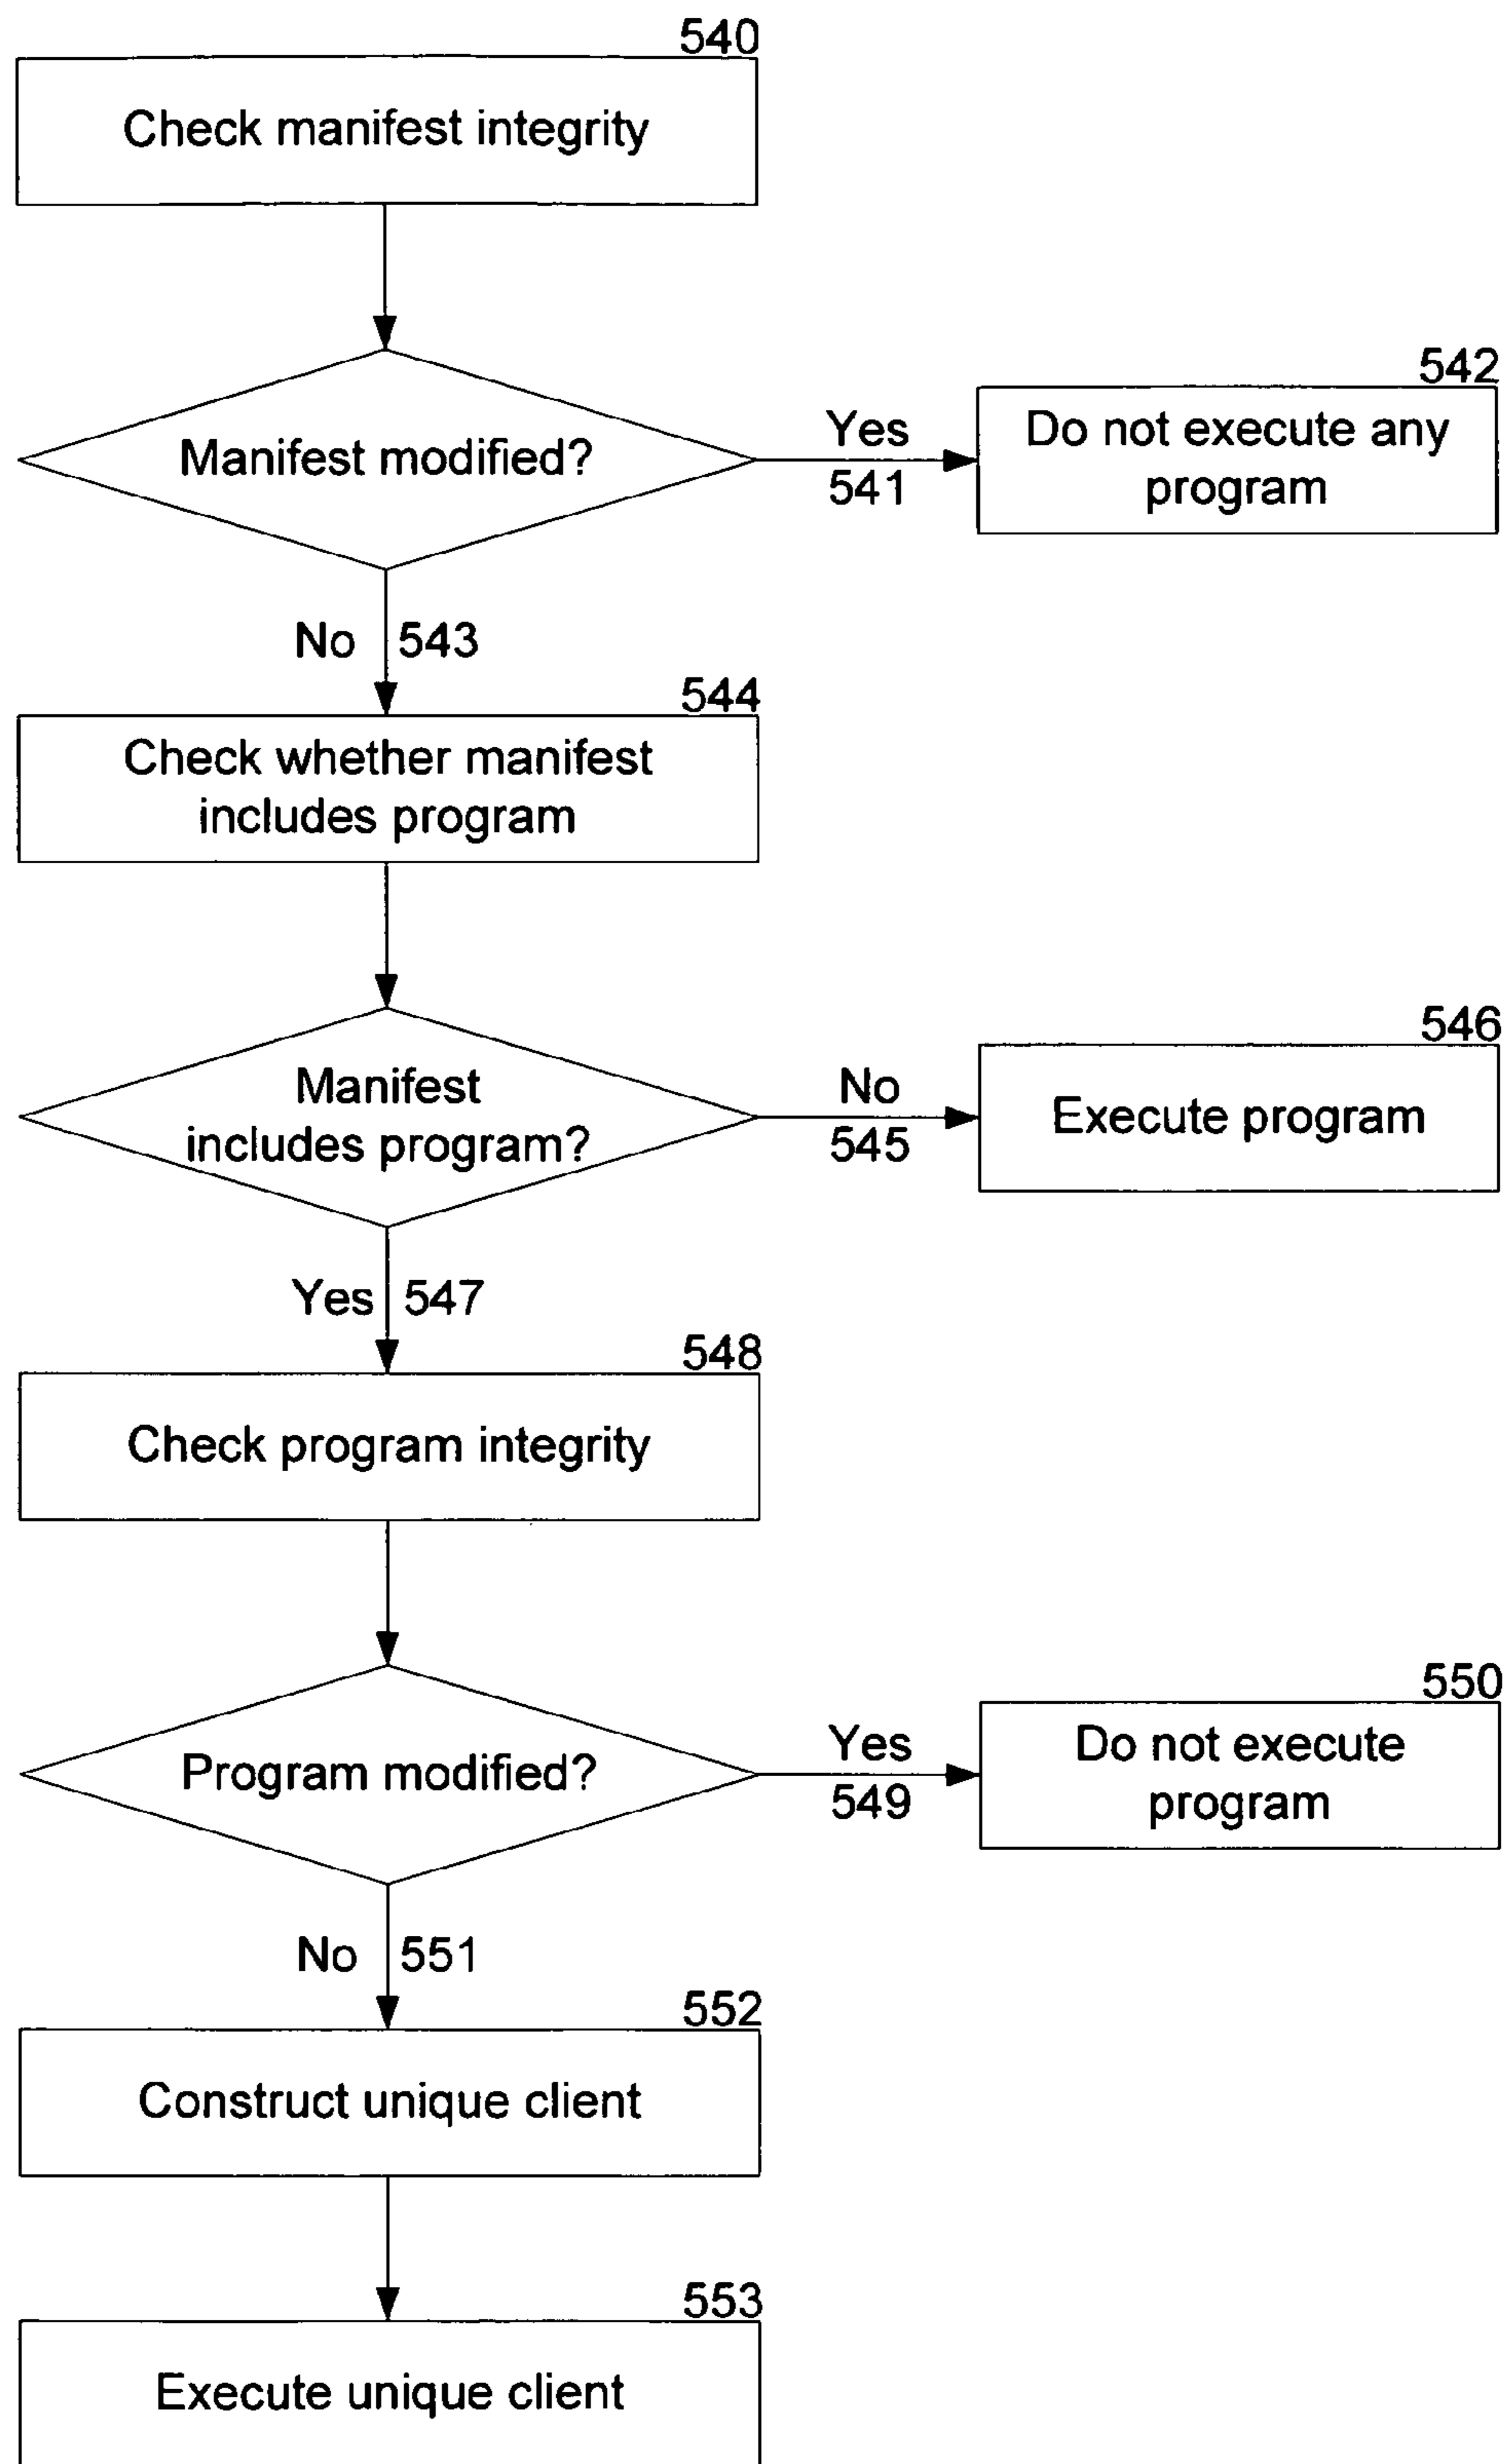 540
Check manifest integrity
Manifest modified?
Yes
541
542
Do not execute any
program
No 543
544
Check whether manifest
includes program
Manifest
includes program?
No
545
546
Execute program
Yes 547
548
Check program integrity
Program modified?
Yes
549
550
Do not execute
program
No 551
552
Construct unique client
553
Execute unique client